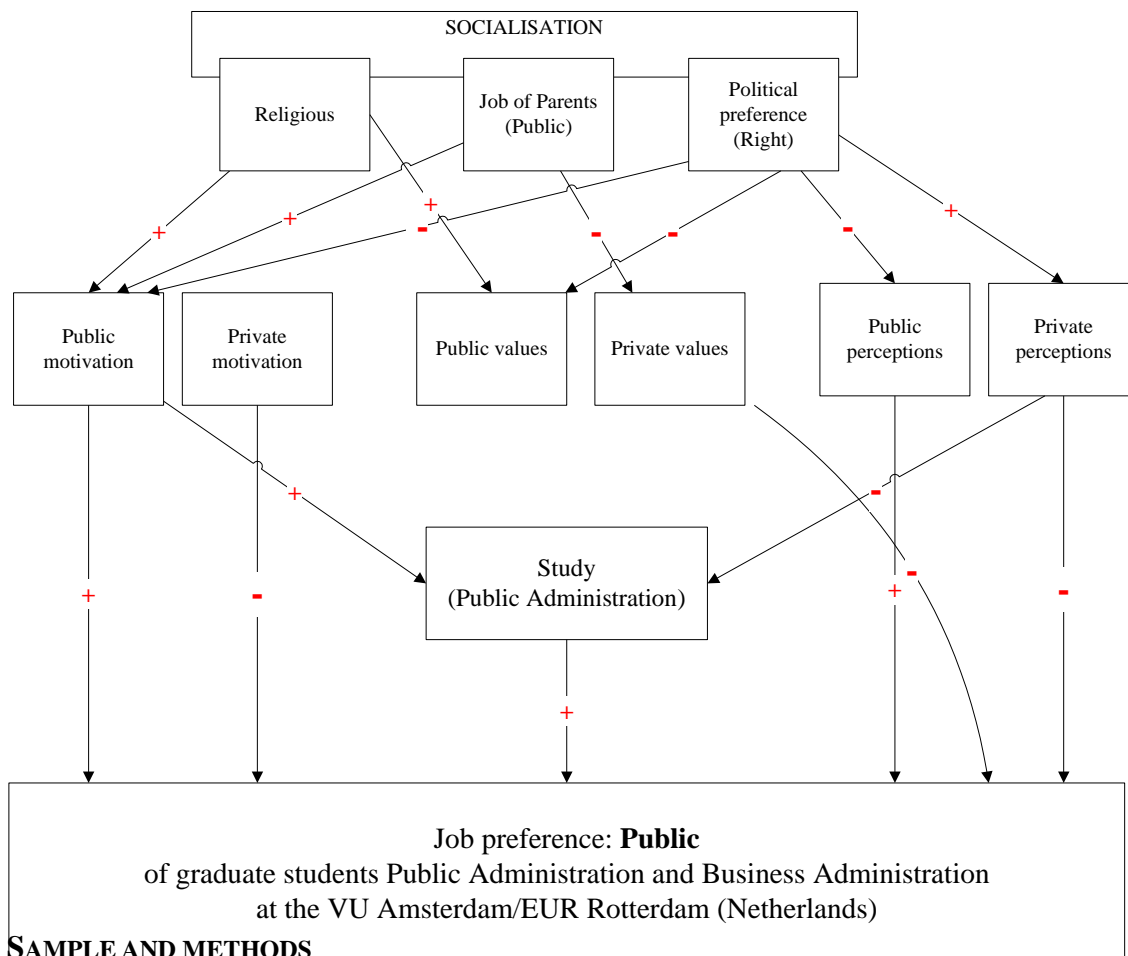 SOCIALISATION
Religious
Job of Parents
(Public)
Political
preference
(Right)
+
+
+
-
-
-
-
+
Public
motivation
Private
motivation
Public values
Private values
Public
perceptions
Private
perceptions
+
-
Study
(Public Administration)
+
-
+
-
+
-
Job preference: Public
of graduate students Public Administration and Business Administration
at the VU Amsterdam/EUR Rotterdam (Netherlands)
SAMPLE AND METHODS